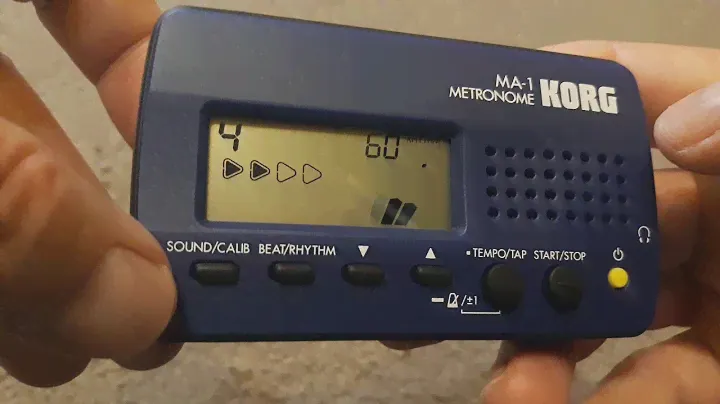 MA-1
METRONOME KORG
4 60
SOUND/CALIB BEAT/RHYTHM ▼ ▲ TEMPO/TAP START/STOP
/±1